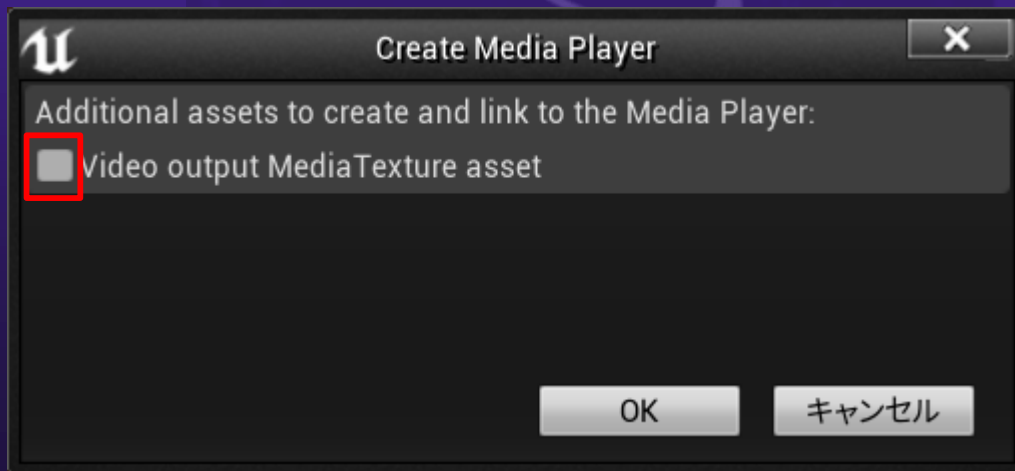 Create Media Player
Additional assets to create and link to the Media Player:
Video output MediaTexture asset
OK
キャンセル